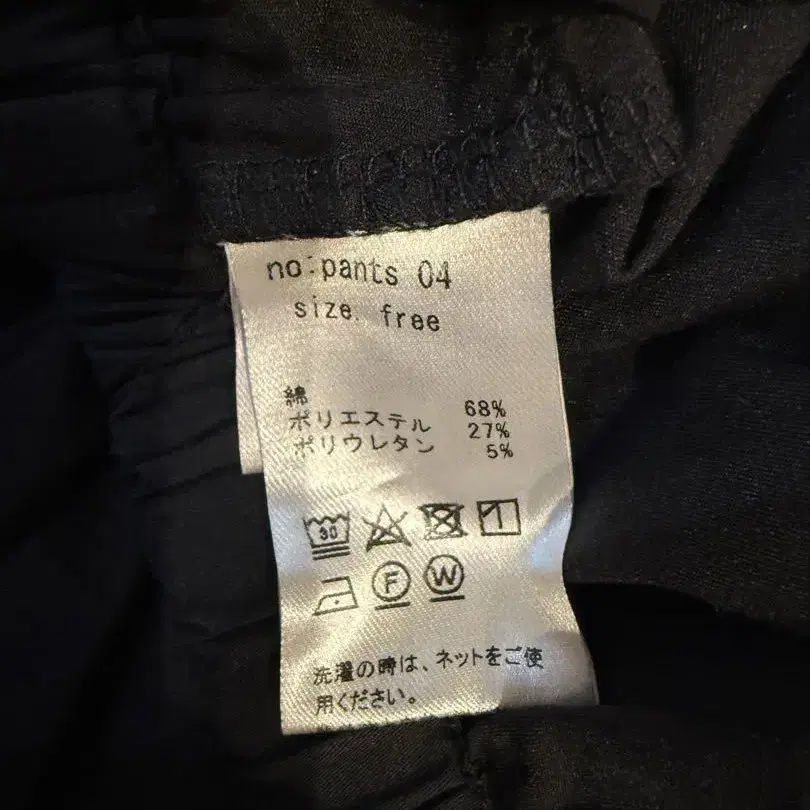 no:pants 04
size. free
綿 68%
ポリエステル 27%
ポリウレタン 5%
30
F W
洗濯の時は、ネットをご使
用ください。